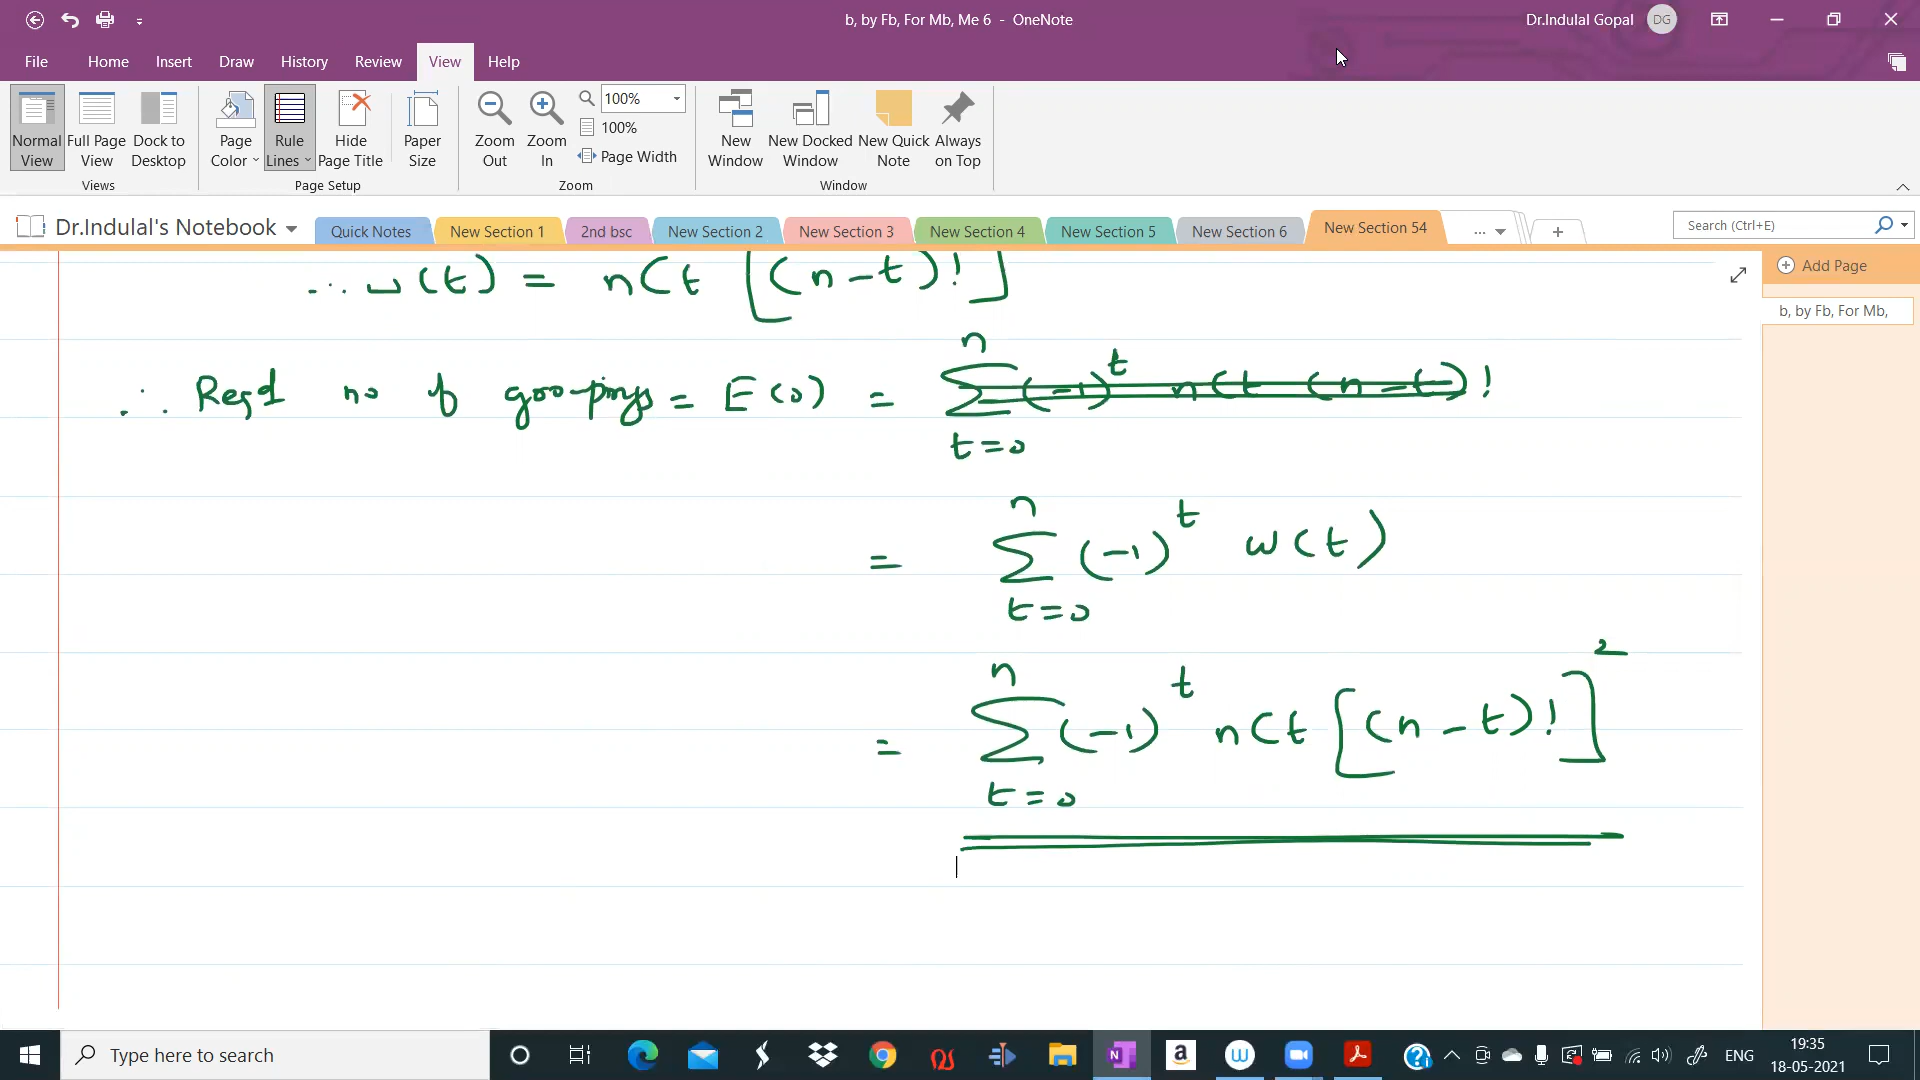 b, by Fb, For Mb, Me 6 - OneNote
Dr.Indulal Gopal DG
File Home Insert Draw History Review View Help
Normal View Full Page View Dock to Desktop Page Color Rule Lines Hide Page Title Paper Size Zoom Out Zoom In 100% 100% Page Width New Window New Docked Window New Quick Note Always on Top
Views Page Setup Zoom Window
Dr.Indulal's Notebook Quick Notes New Section 1 2nd bsc New Section 2 New Section 3 New Section 4 New Section 5 New Section 6 New Section 54 ... + Search (Ctrl+E)
Add Page
b, by Fb, For Mb,
∴ w(t) = nCt [(n-t)!]
∴ Reqd no of groupings = E(0) = ∑_{t=0}^{n} (-1)^t nCt (n-t)!
= ∑_{t=0}^{n} (-1)^t w(t)
= ∑_{t=0}^{n} (-1)^t nCt [(n-t)!]^2
Type here to search
ENG 19:35
18-05-2021